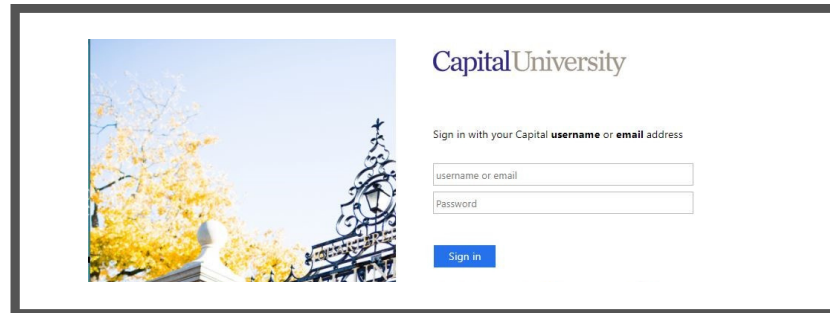 Capital University
Sign in with your Capital username or email address
username or email
Password
Sign in